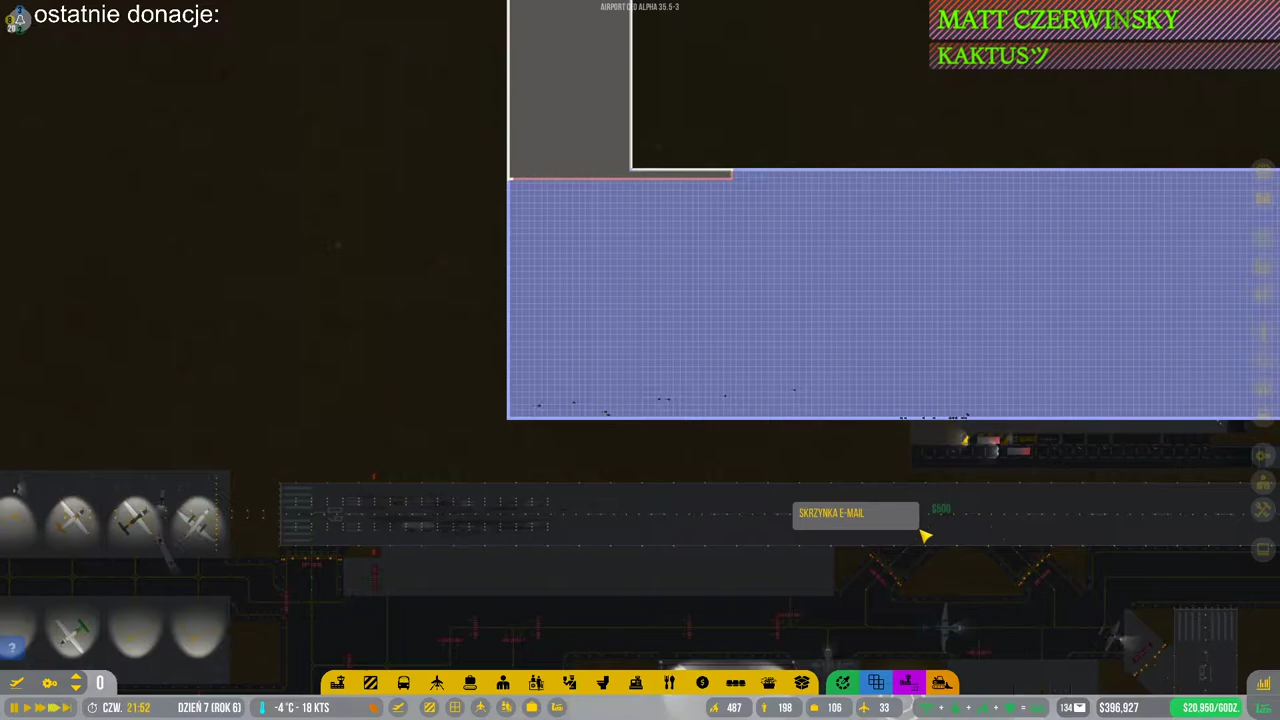 ostatnie donacje:
AIRPORT CEO ALPHA 35.5-3
MATT CZERWINSKY
KAKTUSツ
SKRZYNKA E-MAIL
$500
?
0
CZW. 21:52
DZIEŃ 7 (ROK 6)
-4°C - 18 KTS
487
198
106
33
134
$396,927
$20,950/GODZ.